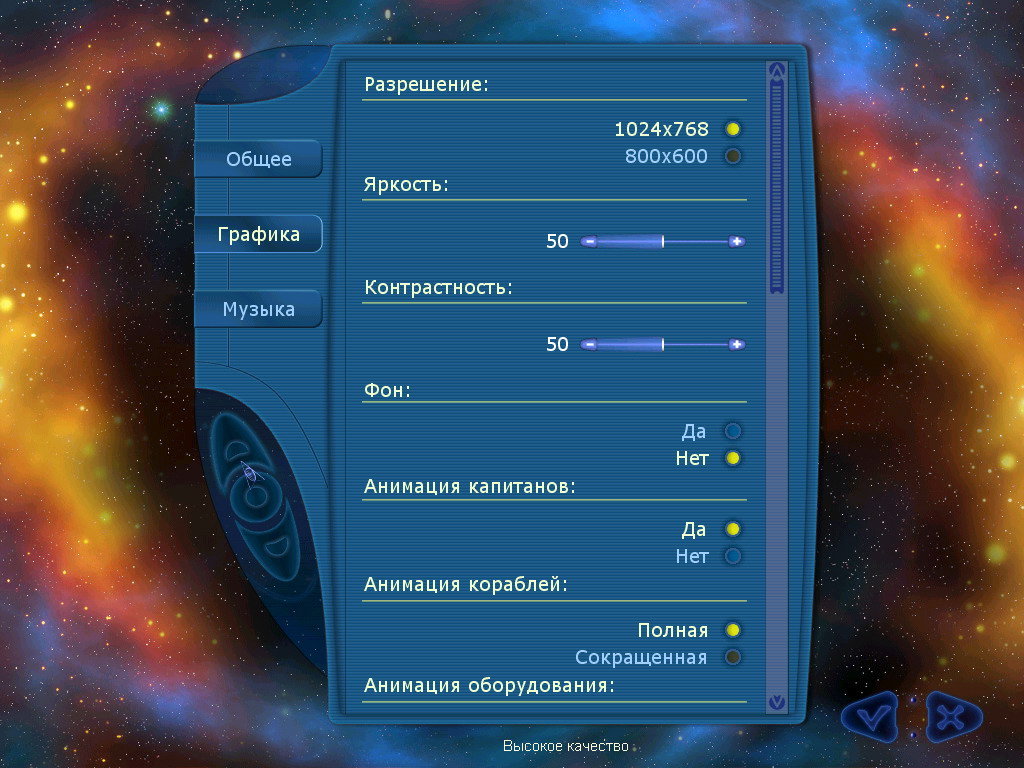 Общее
Графика
Музыка
Разрешение:
1024x768
800x600
Яркость:
50
Контрастность:
50
Фон:
Да
Нет
Анимация капитанов:
Да
Нет
Анимация кораблей:
Полная
Сокращенная
Анимация оборудования:
Высокое качество